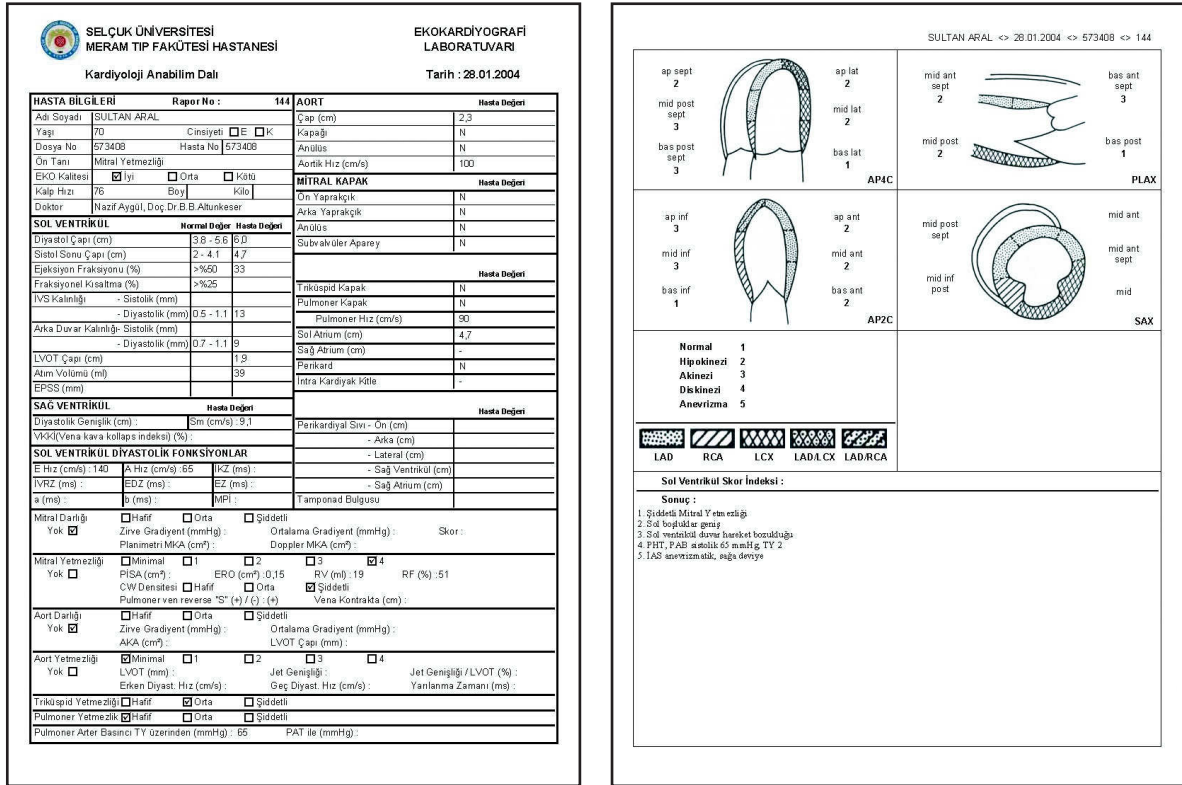 SELÇUK ÜNİVERSİTESİ
MERAM TIP FAKÜTESİ HASTANESİ
EKOKARDİYOGRAFİ
LABORATUVARI
Kardiyoloji Anabilim Dalı
Tarih : 28.01.2004
HASTA BİLGİLERİ Rapor No : 144
Adı Soyadı SULTAN ARAL
Yaşı 70 Cinsiyeti E K
Dosya No 573408 Hasta No 573408
Ön Tanı Mitral Yetmezliği
EKO Kalitesi İyi Orta Kötü
Kalp Hızı 76 Boy Kilo
Doktor Nazif Aygül, Doç.Dr.B.B.Altunkeser
SOL VENTRİKÜL Normal Değer Hasta Değeri
Diyastol Çapı (cm) 3.8 - 5.6 6,0
Sistol Sonu Çapı (cm) 2 - 4.1 4,7
Ejeksiyon Fraksiyonu (%) >%50 33
Fraksiyonel Kısaltma (%) >%25
IVS Kalınlığı - Sistolik (mm)
- Diyastolik (mm) 0.5 - 1.1 13
Arka Duvar Kalınlığı- Sistolik (mm)
- Diyastolik (mm) 0.7 - 1.1 9
LVOT Çapı (cm) 1,9
Atım Volümü (ml) 39
EPSS (mm)
SAĞ VENTRİKÜL Hasta Değeri
Diyastolik Genişlik (cm) : Sm (cm/s) :9,1
VKKİ(Vena kava kollaps indeksi) (%) :
SOL VENTRİKÜL DİYASTOLİK FONKSİYONLAR
E Hız (cm/s) :140 A Hız (cm/s) :65 IKZ (ms) :
IVRZ (ms) : EDZ (ms) : EZ (ms) :
a (ms) : b (ms) : MPI :
AORT Hasta Değeri
Çap (cm) 2,3
Kapağı N
Anülüs N
Aortik Hız (cm/s) 100
MİTRAL KAPAK Hasta Değeri
Ön Yaprakçık N
Arka Yaprakçık N
Anülüs N
Subvalvüler Aparey N
Hasta Değeri
Triküspid Kapak N
Pulmoner Kapak N
Pulmoner Hız (cm/s) 90
Sol Atrium (cm) 4,7
Sağ Atrium (cm) -
Perikard N
İntra Kardiyak Kitle -
Hasta Değeri
Perikardiyal Sıvı - Ön (cm)
- Arka (cm)
- Lateral (cm)
- Sağ Ventrikül (cm)
- Sağ Atrium (cm)
Tamponad Bulgusu
Mitral Darlığı Hafif Orta Şiddetli
Yok Zirve Gradiyent (mmHg) : Ortalama Gradiyent (mmHg) : Skor :
Planimetri MKA (cm²) : Doppler MKA (cm²) :
Mitral Yetmezliği Minimal 1 2 3 4
Yok PİSA (cm²) : ERO (cm²) :0,15 RV (ml) :19 RF (%) :51
CW Densitesi Hafif Orta Şiddetli
Pulmoner ven reverse "S" (+) / (-) : (+) Vena Kontrakta (cm) :
Aort Darlığı Hafif Orta Şiddetli
Yok Zirve Gradiyent (mmHg) : Ortalama Gradiyent (mmHg) :
AKA (cm²) : LVOT Çapı (mm) :
Aort Yetmezliği Minimal 1 2 3 4
Yok LVOT (mm) : Jet Genişliği : Jet Genişliği / LVOT (%) :
Erken Diyast. Hız (cm/s) : Geç Diyast. Hız (cm/s) : Yarılanma Zamanı (ms) :
Triküspid Yetmezliği Hafif Orta Şiddetli
Pulmoner Yetmezlik Hafif Orta Şiddetli
Pulmoner Arter Basıncı TY üzerinden (mmHg) : 65 PAT ile (mmHg) :
SULTAN ARAL <> 28.01.2004 <> 573408 <> 144
ap sept
2
mid post
sept
3
bas post
sept
3
ap lat
2
mid lat
2
bas lat
1
AP4C
mid ant
sept
2
mid post
2
bas ant
sept
3
bas post
1
PLAX
ap inf
3
mid inf
3
bas inf
1
ap ant
2
mid ant
2
bas ant
2
AP2C
mid post
sept
mid inf
post
mid ant
mid ant
sept
mid
SAX
Normal 1
Hipokinezi 2
Akinezi 3
Diskinezi 4
Anevrizma 5
LAD RCA LCX LAD/LCX LAD/RCA
Sol Ventrikül Skor İndeksi :
Sonuç :
1. Şiddetli Mitral Yetmezliği
2. Sol boşluklar geniş
3. Sol ventrikül duvar hareket bozukluğu
4. PHT, PAB sistolik 65 mmHg, TY 2
5. İAS anevrizmatik, sağa deviye